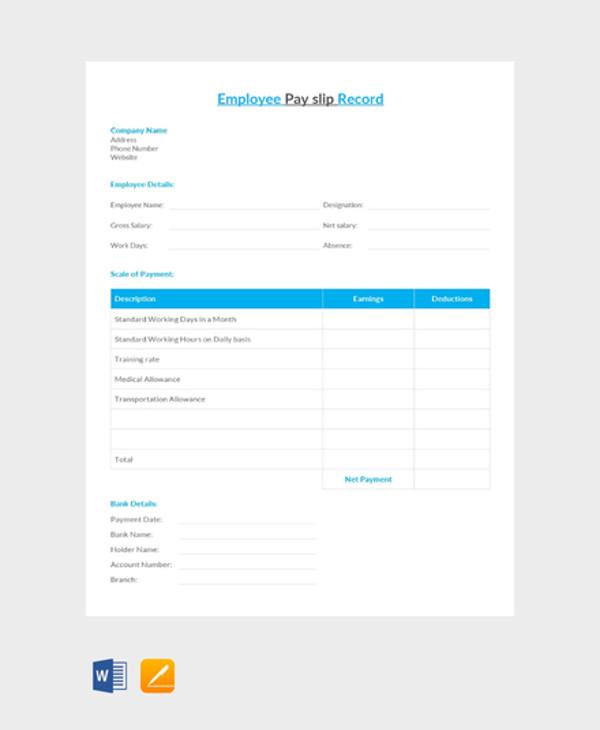 Employee Pay slip Record
Company Name
Address
Phone Number
Website
Employee Details:
Employee Name: Designation:
Gross Salary: Net salary:
Work Days: Absence:
Scale of Payment:
Description Earnings Deductions
Standard Working Days in a Month
Standard Working Hours on Daily basis
Training rate
Medical Allowance
Transportation Allowance
Total
Net Payment
Bank Details:
Payment Date:
Bank Name:
Holder Name:
Account Number:
Branch:
W